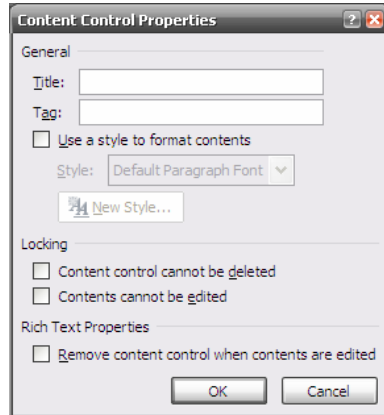 Content Control Properties
General
Title:
Tag:
Use a style to format contents
Style: Default Paragraph Font
New Style...
Locking
Content control cannot be deleted
Contents cannot be edited
Rich Text Properties
Remove content control when contents are edited
OK Cancel